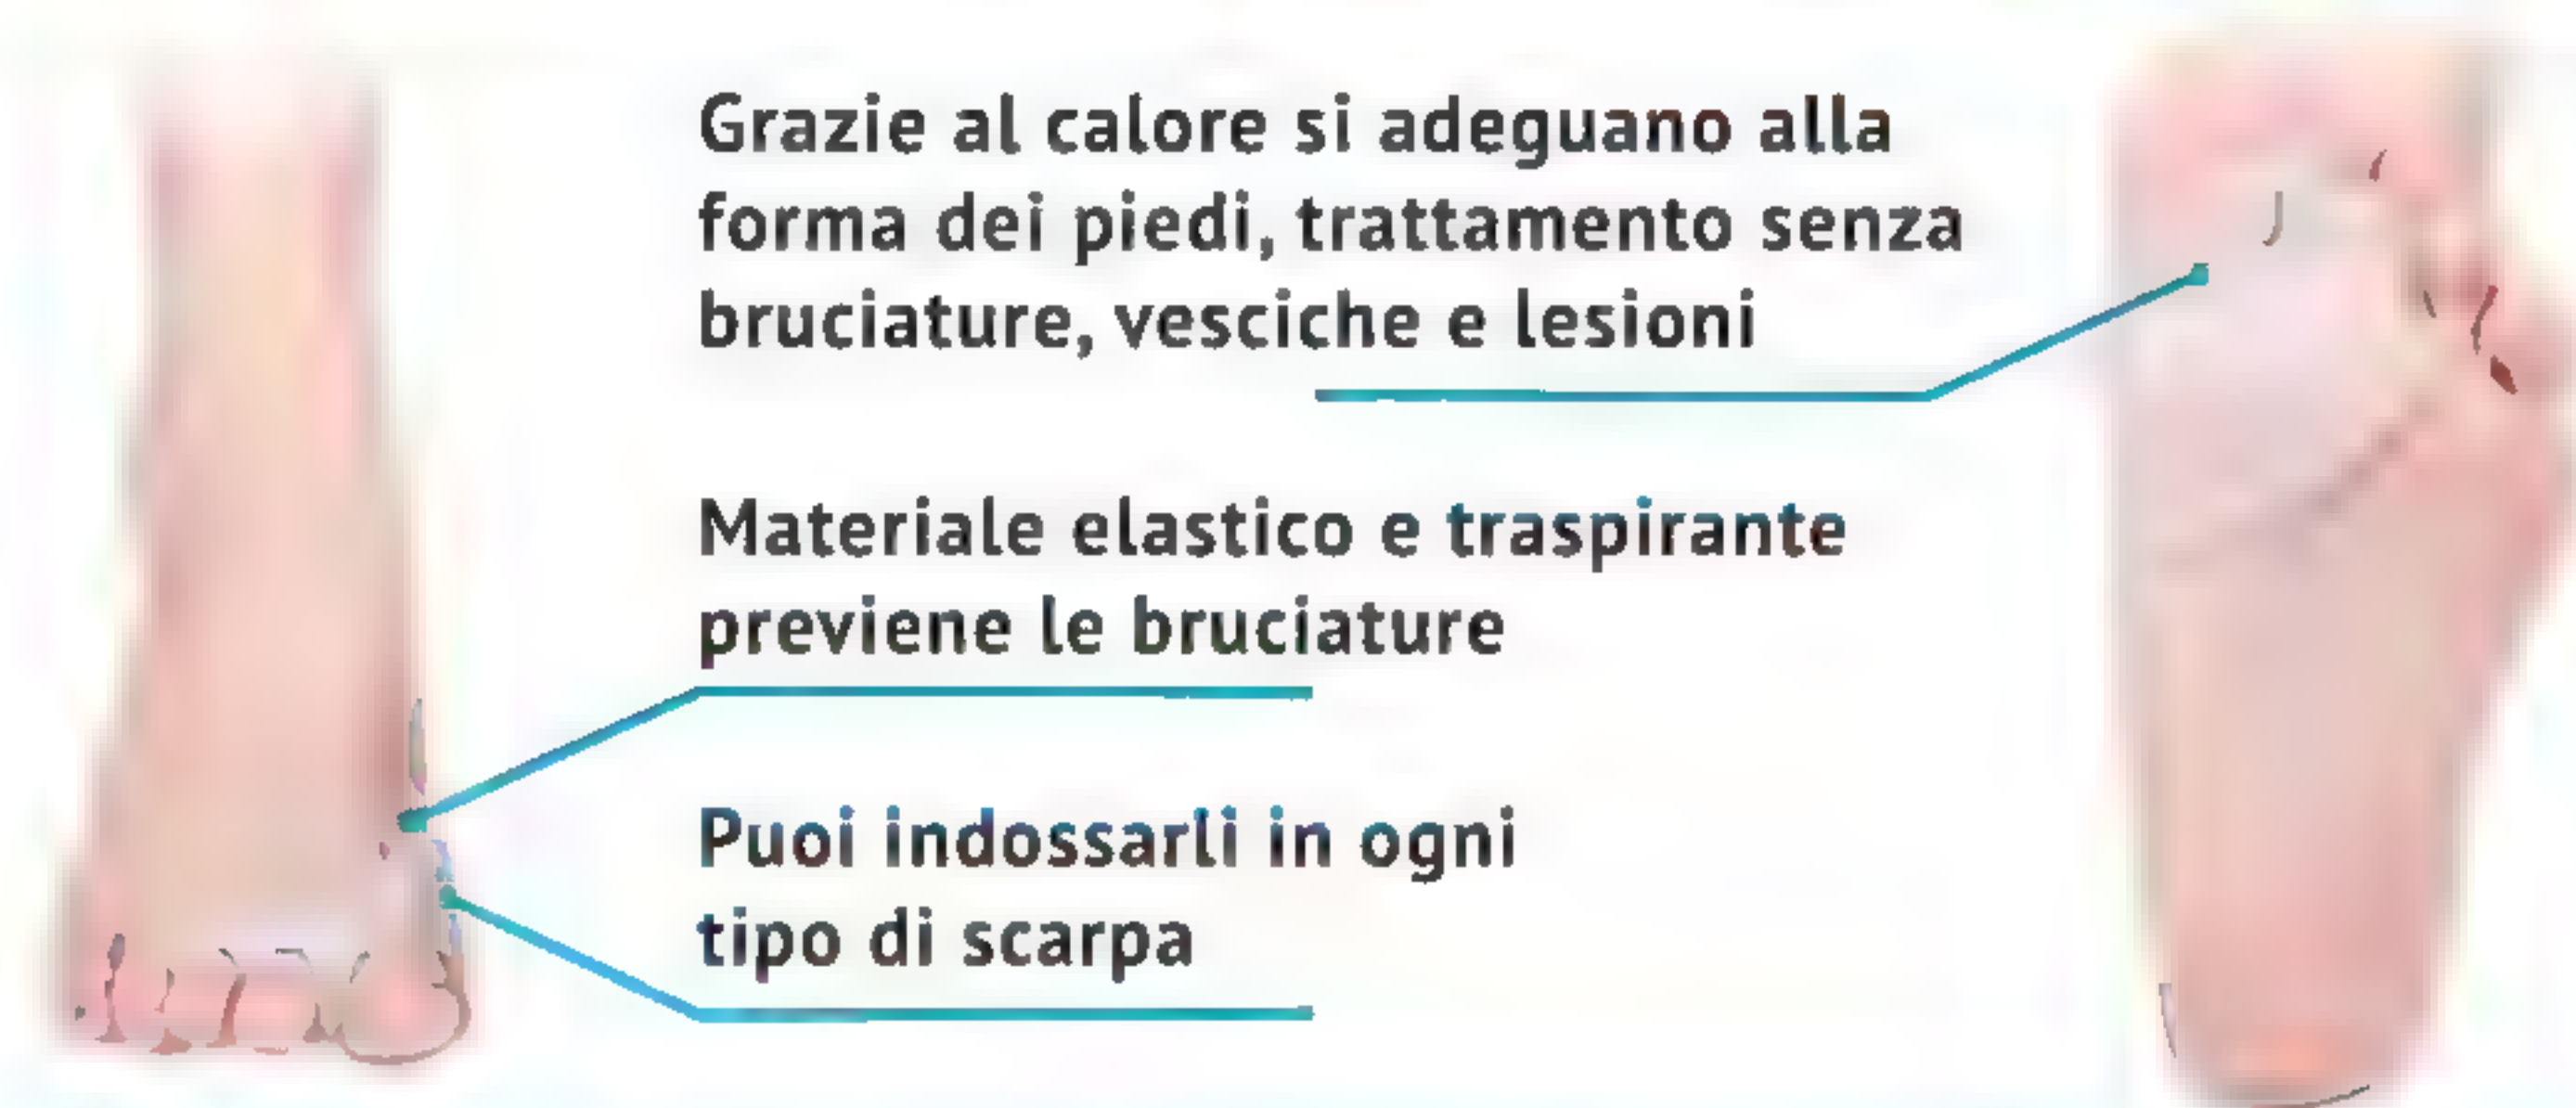 Grazie al calore si adeguano alla
forma dei piedi, trattamento senza
bruciature, vesciche e lesioni
Materiale elastico e traspirante
previene le bruciature
Puoi indossarli in ogni
tipo di scarpa